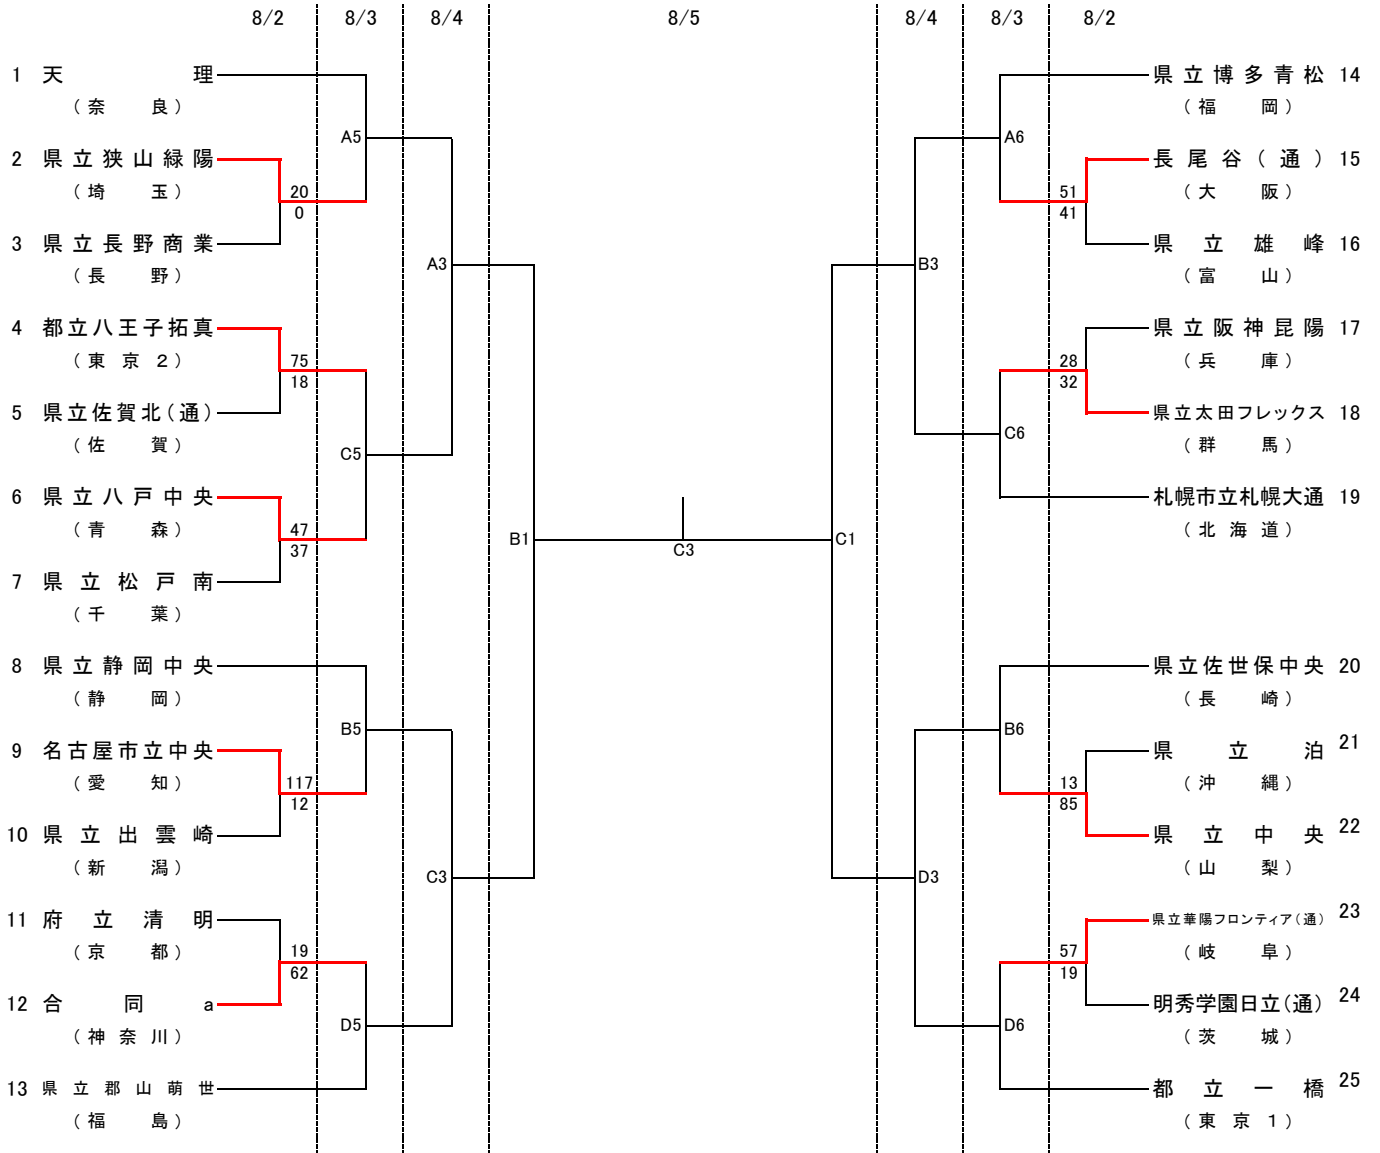 8/2 8/3 8/4 8/5 8/4 8/3 8/2
1 天理
(奈良)
A5
2 県立狭山緑陽
(埼玉)
20
0
3 県立長野商業
(長野)
A3
4 都立八王子拓真
(東京2)
75
18
5 県立佐賀北(通)
(佐賀)
C5
6 県立八戸中央
(青森)
47
37
7 県立松戸南
(千葉)
B1
8 県立静岡中央
(静岡)
B5
9 名古屋市立中央
(愛知)
117
12
10 県立出雲崎
(新潟)
C3
11 府立清明
(京都)
19
62
12 合同a
(神奈川)
D5
13 県立郡山萌世
(福島)
C3
県立博多青松 14
(福岡)
A6
長尾谷(通) 15
(大阪)
51
41
県立雄峰 16
(富山)
B3
県立阪神昆陽 17
(兵庫)
28
32
県立太田フレックス 18
(群馬)
C6
札幌市立札幌大通 19
(北海道)
C1
県立佐世保中央 20
(長崎)
B6
県立泊 21
(沖縄)
13
85
県立中央 22
(山梨)
D3
県立華陽フロンティア(通) 23
(岐阜)
57
19
明秀学園日立(通) 24
(茨城)
D6
都立一橋 25
(東京1)